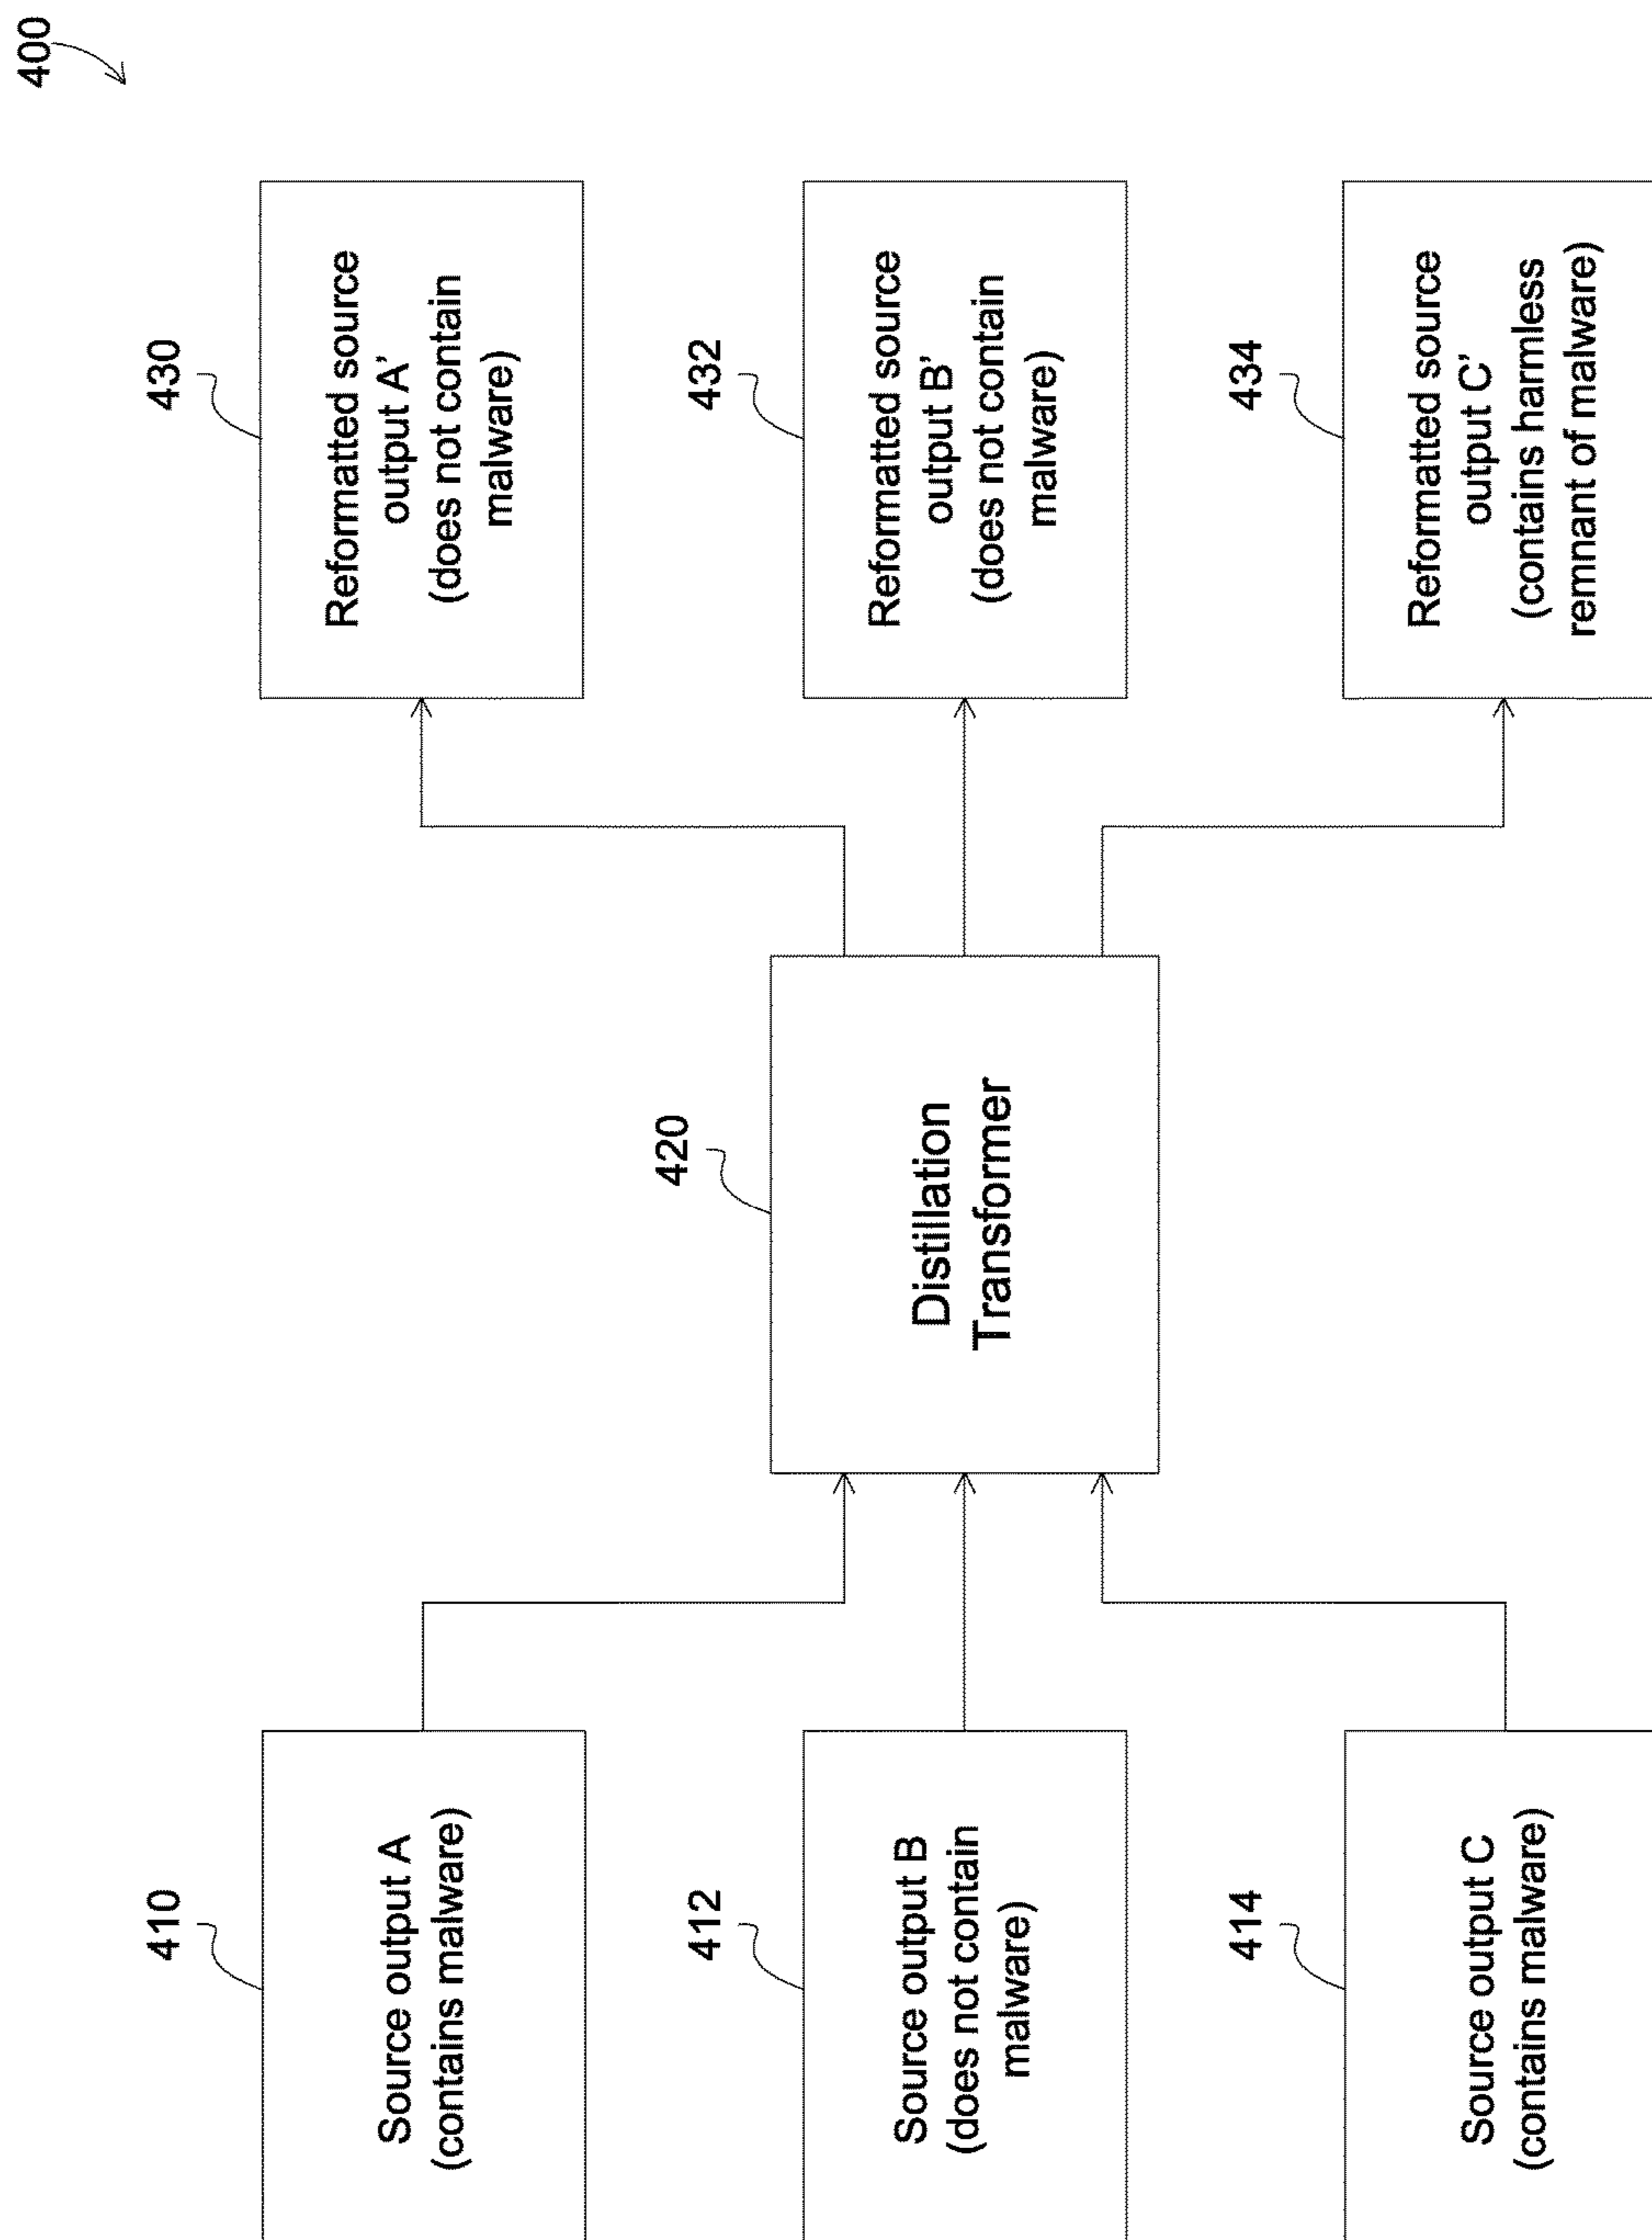 400
410
Source output A
(contains malware)
412
Source output B
(does not contain
malware)
414
Source output C
(contains malware)
420
Distillation
Transformer
430
Reformatted source
output A'
(does not contain
malware)
432
Reformatted source
output B'
(does not contain
malware)
434
Reformatted source
output C'
(contains harmless
remnant of malware)